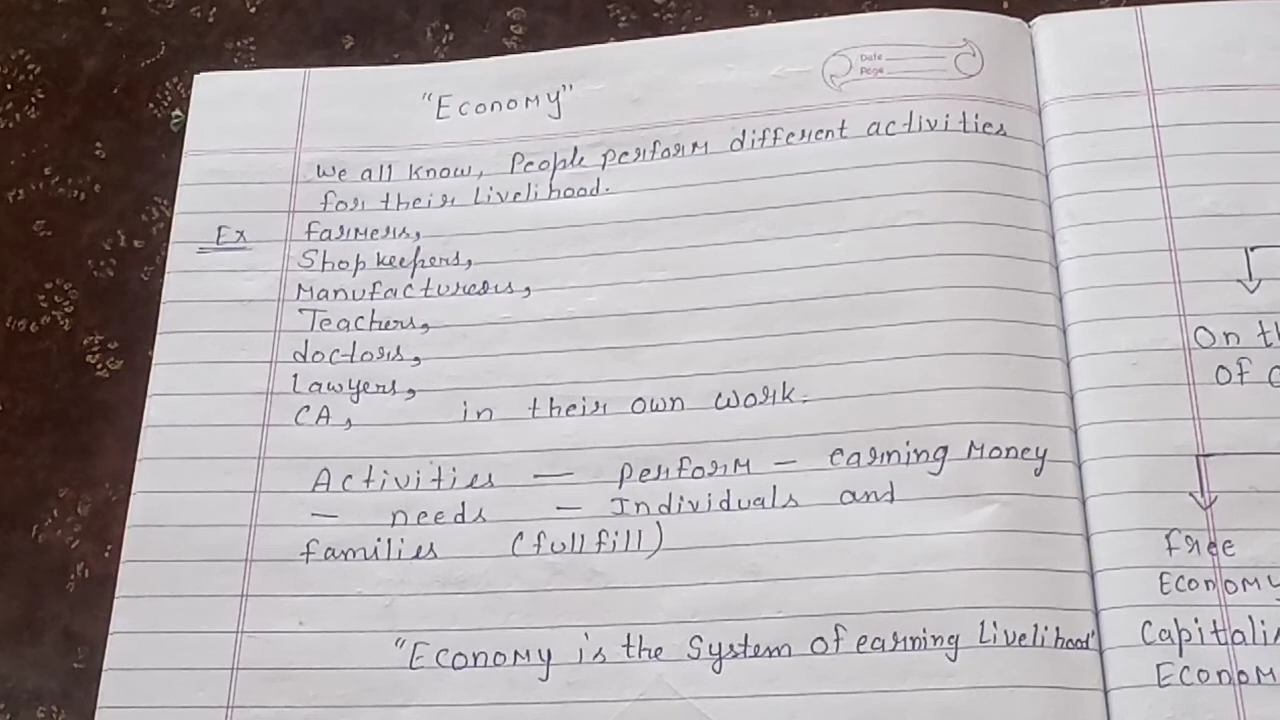 Date
Page
"Economy"
We all know, People perform different activities
for their Livelihood.
Ex
farmers,
Shop keepers,
Manufacturers,
Teachers,
doctors,
Lawyers,
CA, in their own work.
Activities — perform — earning Money
— needs — Individuals and
families (fullfill)
"Economy is the System of earning Livelihood"
On
of
free
Economy
Capitalis
Econom